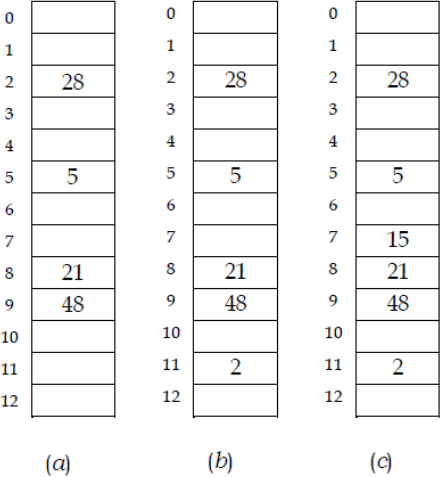 0 0 0
1 1 1
2 28 2 28 2 28
3 3 3
4 4 4
5 5 5 5 5 5
6 6 6
7 7 7 15
8 21 8 21 8 21
9 48 9 48 9 48
10 10 10
11 11 2 11 2
12 12 12
(a) (b) (c)